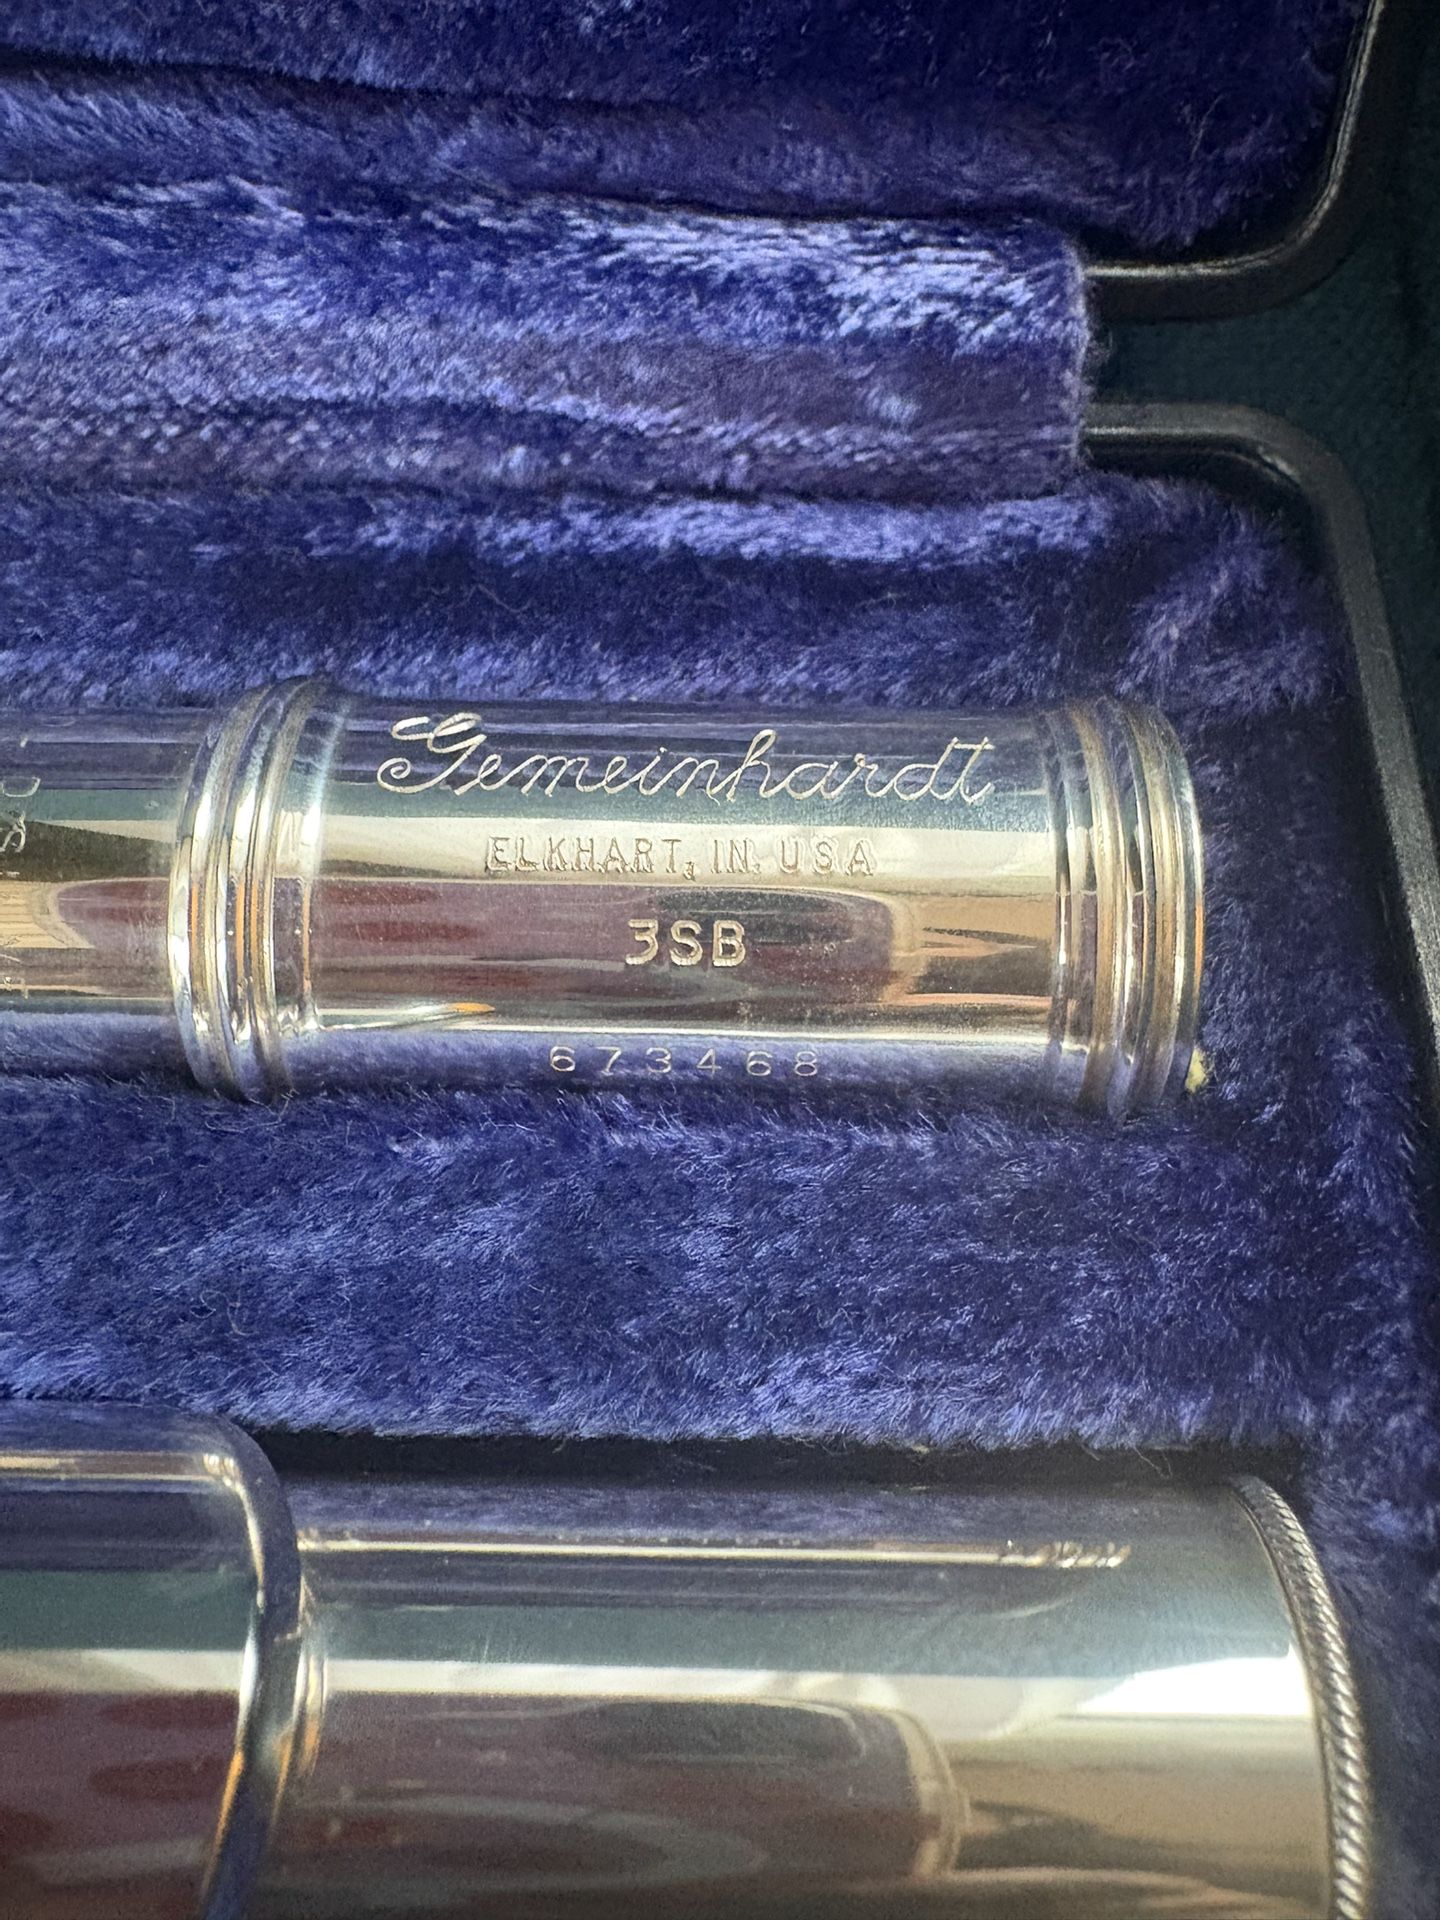 Gemeinhardt
ELKHART, IN. USA
3SB
673468